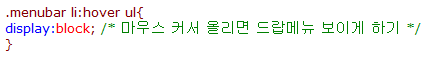 .menubar li:hover ul{
display:block; /* 마우스 커서 올리면 드랍메뉴 보이게 하기 */
}